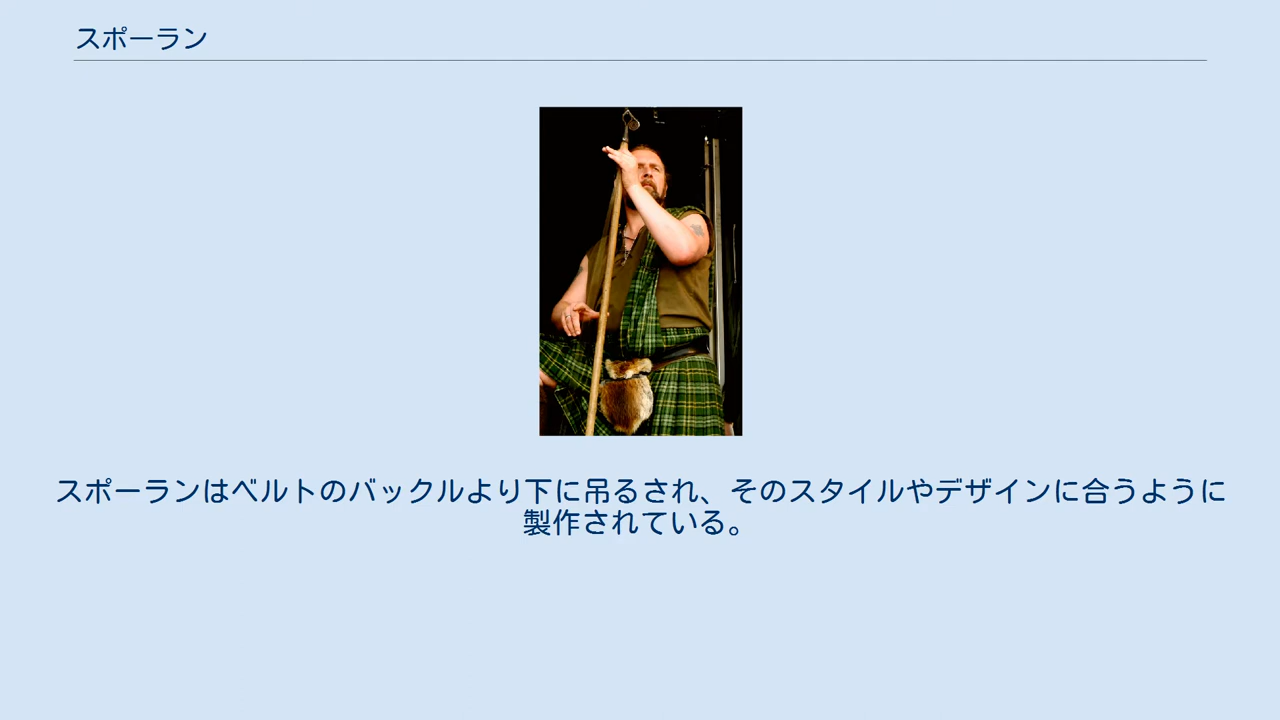 スポーラン
スポーランはベルトのバックルより下に吊るされ、そのスタイルやデザインに合うように
製作されている。